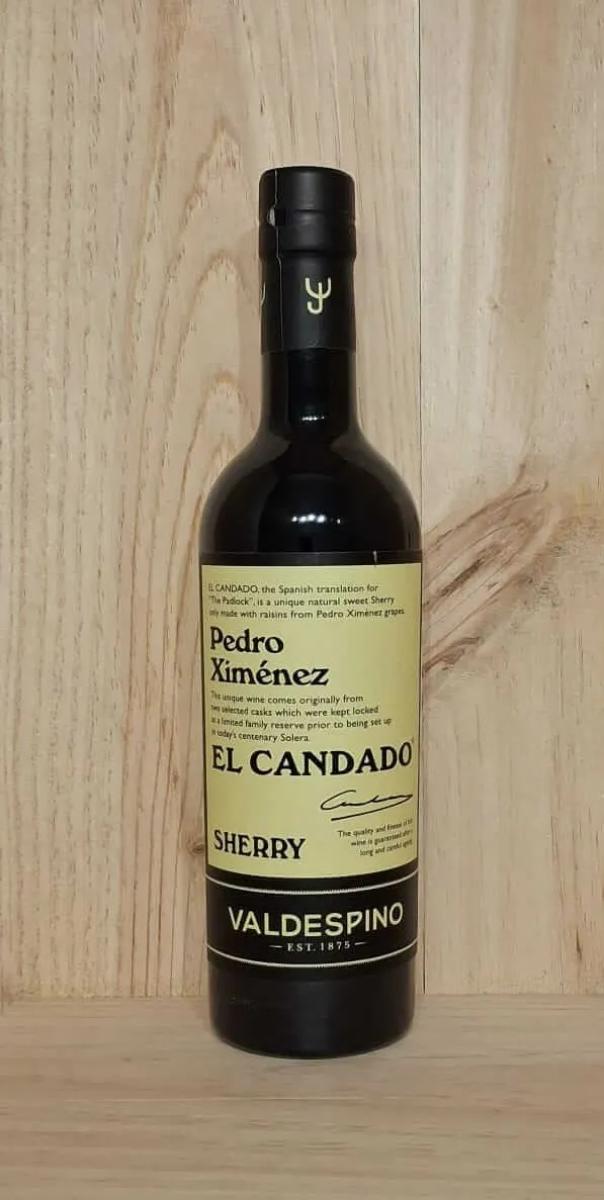 EL CANDADO, the Spanish translation for
"The Padlock", is a unique natural sweet Sherry
only made with raisins from Pedro Ximénez grapes.
Pedro
Ximénez
This unique wine comes originally from
two selected casks which were kept locked
as a limited family reserve prior to being set up
in today's centenary Solera.
EL CANDADO
SHERRY
The quality and finesse of this
wine is guaranteed after a
long and careful ageing.
VALDESPINO
— EST. 1875 —